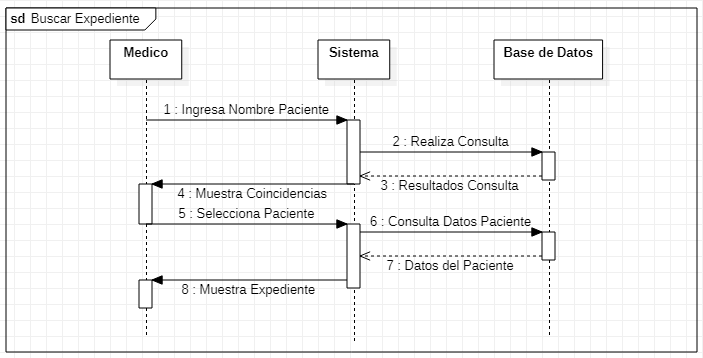 sd Buscar Expediente
Medico
Sistema
Base de Datos
1 : Ingresa Nombre Paciente
2 : Realiza Consulta
3 : Resultados Consulta
4 : Muestra Coincidencias
5 : Selecciona Paciente
6 : Consulta Datos Paciente
7 : Datos del Paciente
8 : Muestra Expediente